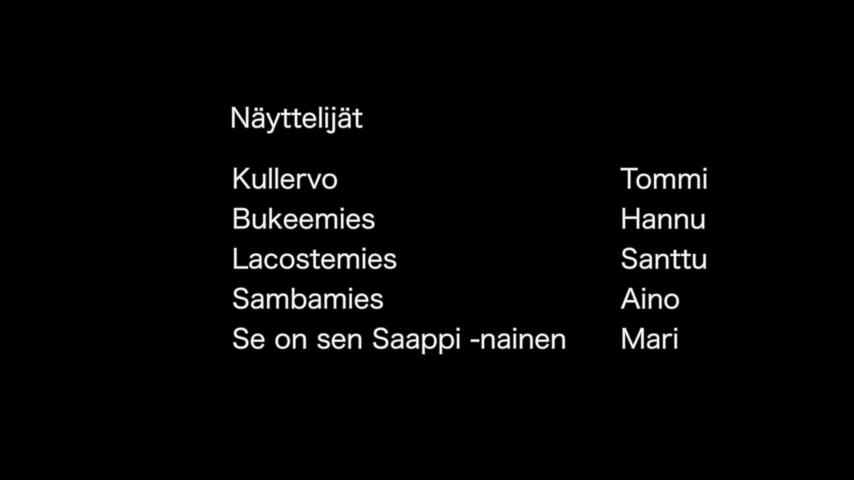 Näyttelijät
Kullervo Tommi
Bukeemies Hannu
Lacostemies Santtu
Sambamies Aino
Se on sen Saappi -nainen Mari